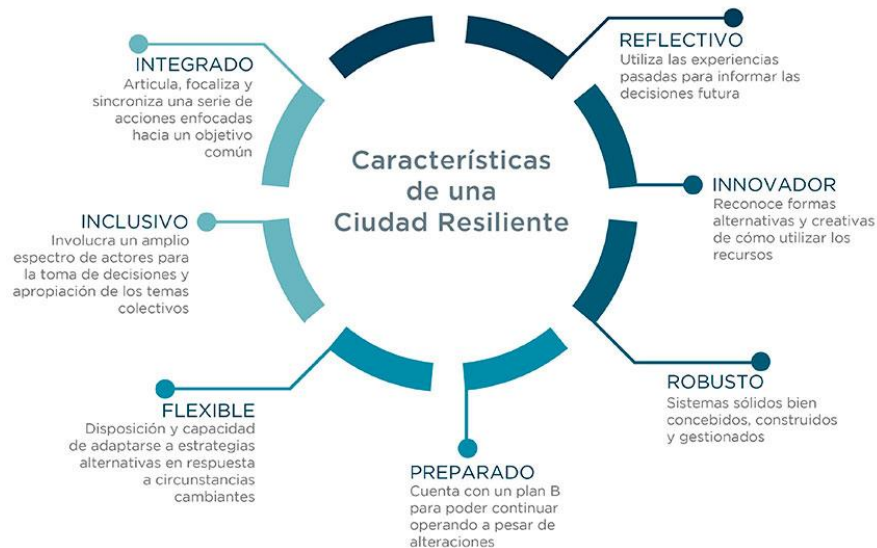 Características
de una
Ciudad Resiliente
REFLECTIVO
Utiliza las experiencias
pasadas para informar las
decisiones futura
INNOVADOR
Reconoce formas
alternativas y creativas
de cómo utilizar los
recursos
ROBUSTO
Sistemas sólidos bien
concebidos, construidos
y gestionados
PREPARADO
Cuenta con un plan B
para poder continuar
operando a pesar de
alteraciones
FLEXIBLE
Disposición y capacidad
de adaptarse a estrategias
alternativas en respuesta
a circunstancias
cambiantes
INCLUSIVO
Involucra un amplio
espectro de actores para
la toma de decisiones y
apropiación de los temas
colectivos
INTEGRADO
Articula, focaliza y
sincroniza una serie de
acciones enfocadas
hacia un objetivo
común